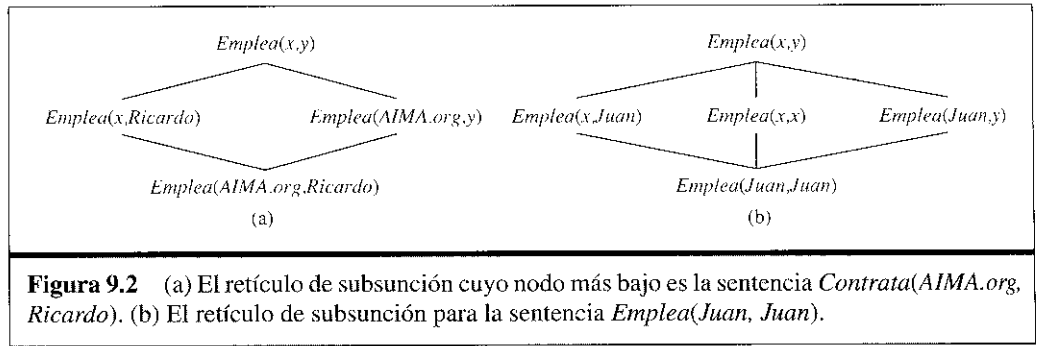 Emplea(x,y)
Emplea(x,Ricardo)
Emplea(AIMA.org,y)
Emplea(AIMA.org,Ricardo)
(a)
Emplea(x,y)
Emplea(x,Juan)
Emplea(x,x)
Emplea(Juan,y)
Emplea(Juan,Juan)
(b)
Figura 9.2 (a) El retículo de subsunción cuyo nodo más bajo es la sentencia Contrata(AIMA.org,
Ricardo). (b) El retículo de subsunción para la sentencia Emplea(Juan, Juan).